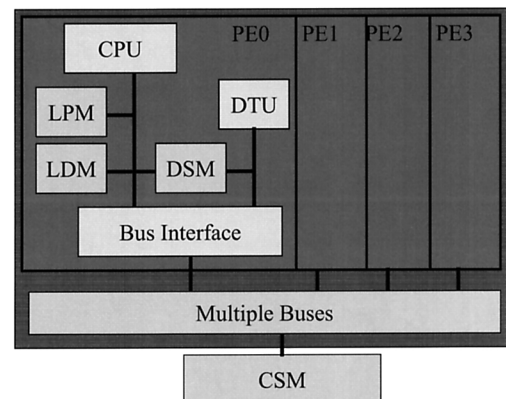 PE0 PE1 PE2 PE3
CPU
LPM
DTU
LDM
DSM
Bus Interface
Multiple Buses
CSM